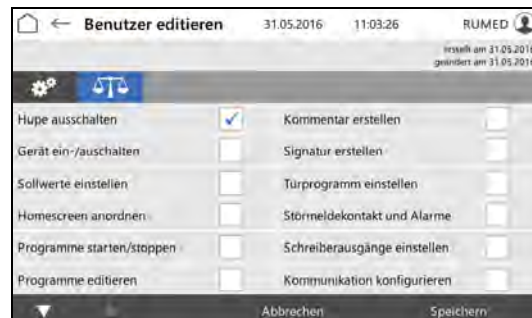 Benutzer editieren 31.05.2016 11:03:26 RUMED
erstellt am 31.05.2016
geändert am 31.05.2016
Hupe ausschalten Kommentar erstellen
Gerät ein-/auschalten Signatur erstellen
Sollwerte einstellen Türprogramm einstellen
Homescreen anordnen Störmeldekontakt und Alarme
Programme starten/stoppen Schreiberausgänge einstellen
Programme editieren Kommunikation konfigurieren
Abbrechen Speichern